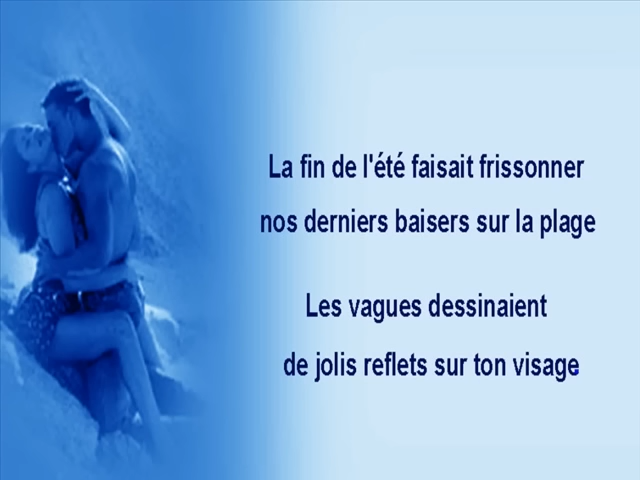 La fin de l'été faisait frissonner
nos derniers baisers sur la plage
Les vagues dessinaient
de jolis reflets sur ton visage